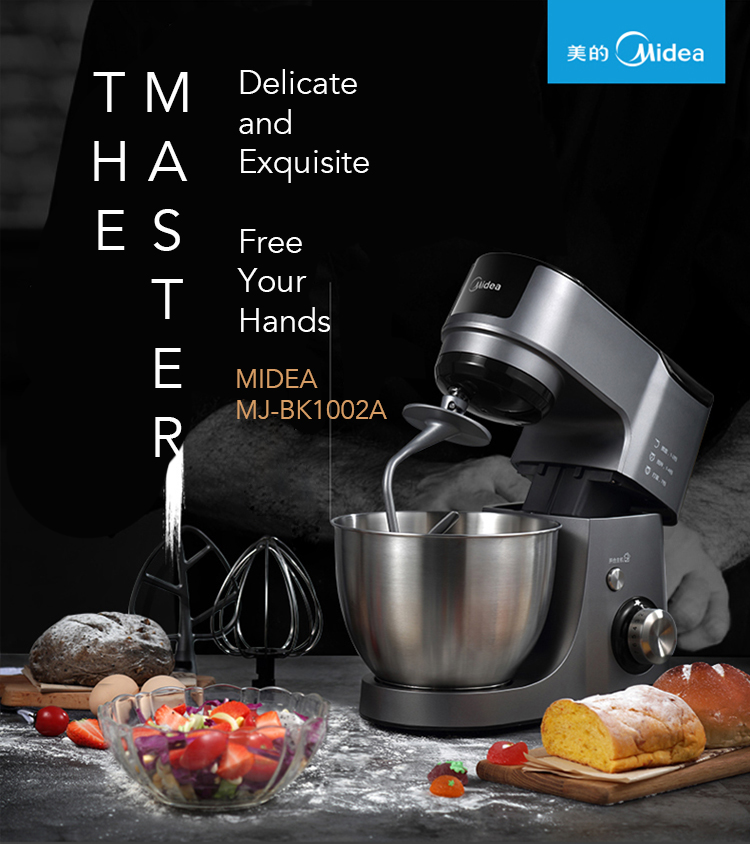 美的 Midea
THE
MASTER
Delicate
and
Exquisite
Free
Your
Hands
MIDEA
MJ-BK1002A
Midea